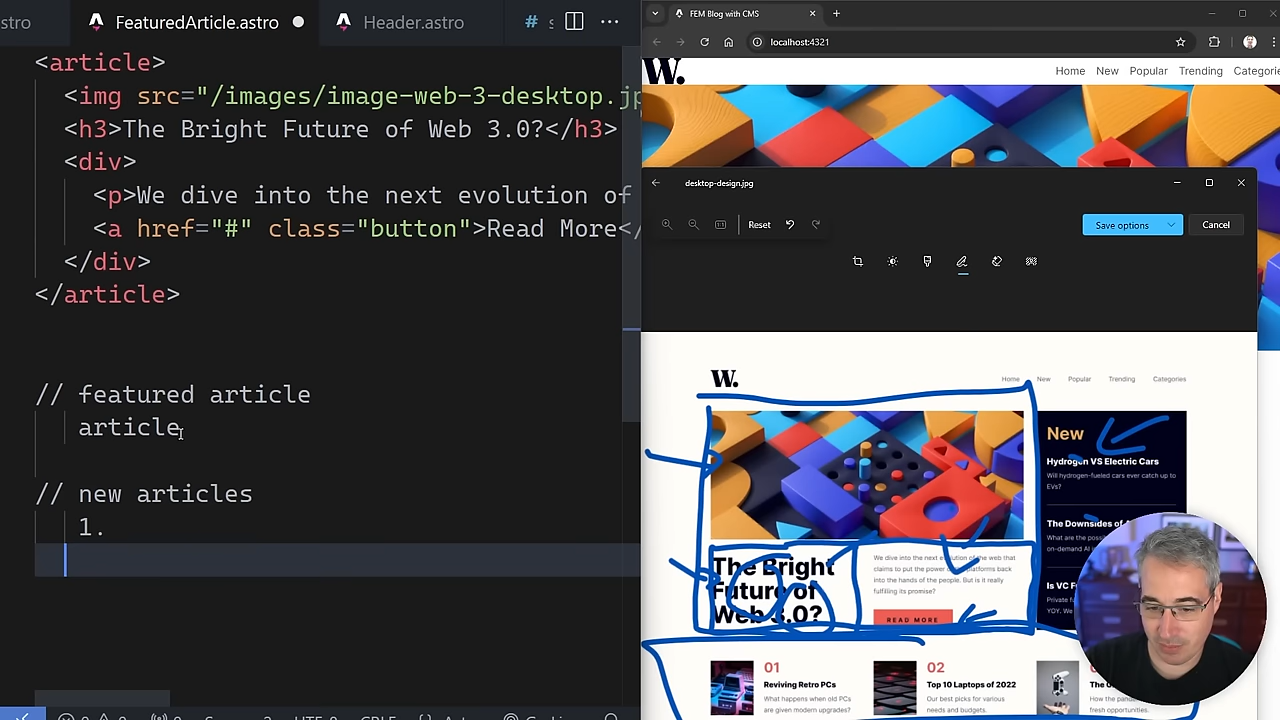 stro
FeaturedArticle.astro
Header.astro
# s
<article>
<img src="/images/image-web-3-desktop.jp
<h3>The Bright Future of Web 3.0?</h3>
<div>
<p>We dive into the next evolution of
<a href="#" class="button">Read More</
</div>
</article>
// featured article
article
// new articles
1.
FEM Blog with CMS
localhost:4321
W.
Home New Popular Trending Categorie
desktop-design.jpg
Reset
Save options
Cancel
W.
Home New Popular Trending Categories
New
Hydrogen VS Electric Cars
Will hydrogen-fueled cars ever catch up to
EVs?
The Downsides of
What are the possi
on-demand AI
Is VC F
Private fu
YOY. We
The Bright
Future of
Web 3.0?
We dive into the next evolution of the web that
claims to put the power of platforms back
into the hands of the people. But is it really
fulfilling its promise?
READ MORE
01
Reviving Retro PCs
What happens when old PCs
are given modern upgrades?
02
Top 10 Laptops of 2022
Our best picks for various
needs and budgets.
The
How the pan
fresh opportunities.